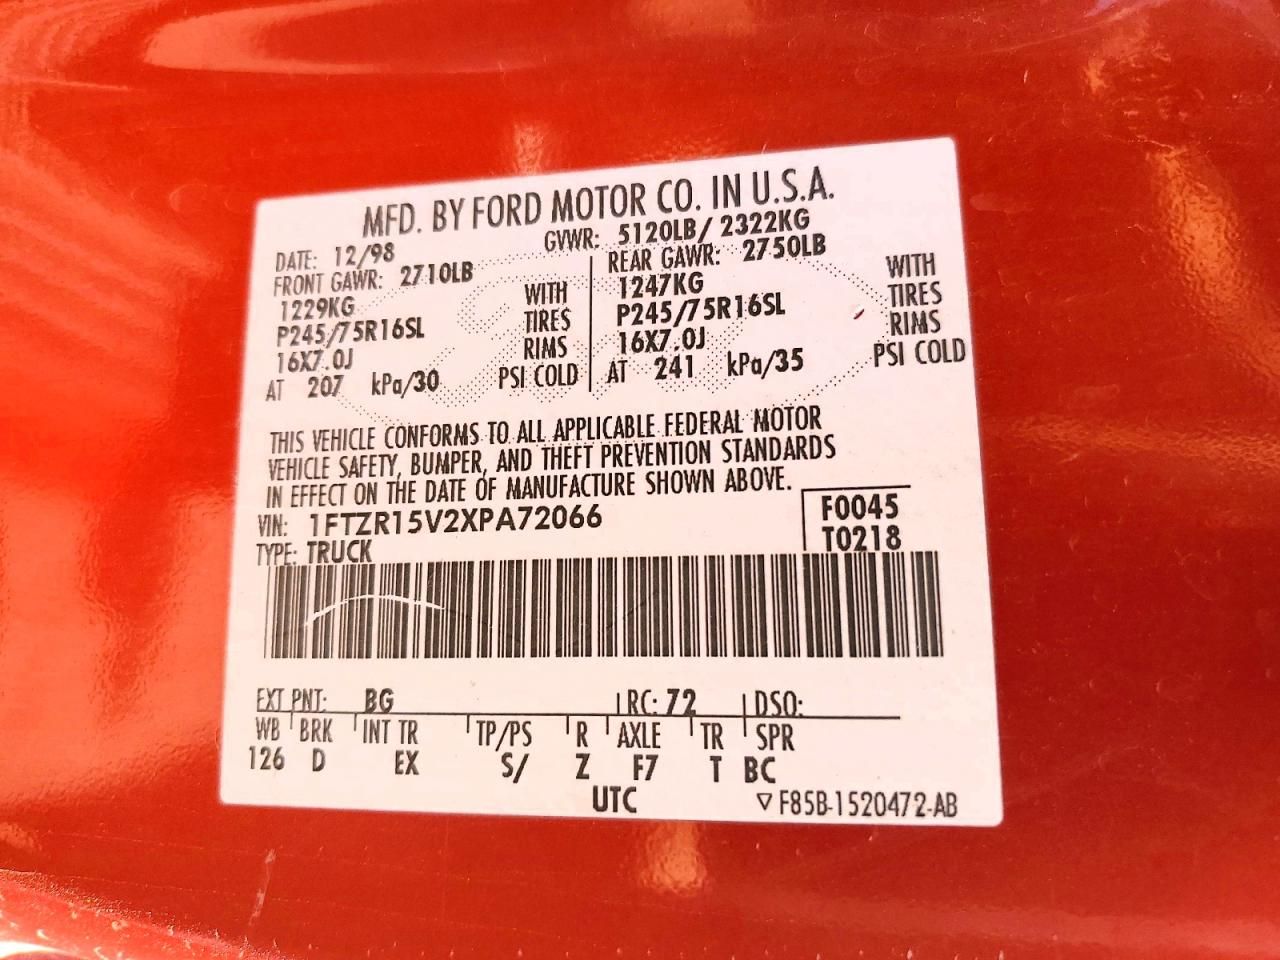 MFD. BY FORD MOTOR CO. IN U.S.A.
DATE: 12/98 GVWR: 5120LB/ 2322KG
FRONT GAWR: 2710LB REAR GAWR: 2750LB
1229KG WITH 1247KG WITH
P245/75R16SL TIRES P245/75R16SL TIRES
16X7.0J RIMS 16X7.0J RIMS
AT 207 kPa/30 PSI COLD AT 241 kPa/35 PSI COLD
THIS VEHICLE CONFORMS TO ALL APPLICABLE FEDERAL MOTOR
VEHICLE SAFETY, BUMPER, AND THEFT PREVENTION STANDARDS
IN EFFECT ON THE DATE OF MANUFACTURE SHOWN ABOVE.
VIN: 1FTZR15V2XPA72066 F0045
TYPE: TRUCK T0218
EXT PNT: BG RC: 72 DSO:
WB BRK INT TR TP/PS R AXLE TR SPR
126 D EX S/ Z F7 T BC
UTC ▽ F85B-1520472-AB